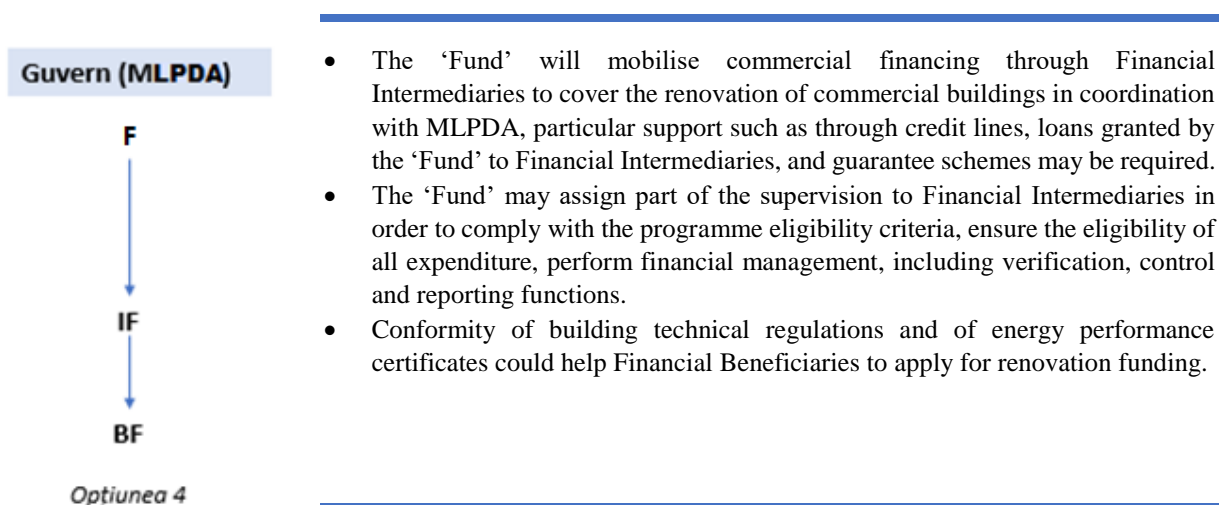 Guvern (MLPDA)
F
IF
BF
Optiunea 4
• The ‘Fund’ will mobilise commercial financing through Financial
Intermediaries to cover the renovation of commercial buildings in coordination
with MLPDA, particular support such as through credit lines, loans granted by
the ‘Fund’ to Financial Intermediaries, and guarantee schemes may be required.
• The ‘Fund’ may assign part of the supervision to Financial Intermediaries in
order to comply with the programme eligibility criteria, ensure the eligibility of
all expenditure, perform financial management, including verification, control
and reporting functions.
• Conformity of building technical regulations and of energy performance
certificates could help Financial Beneficiaries to apply for renovation funding.